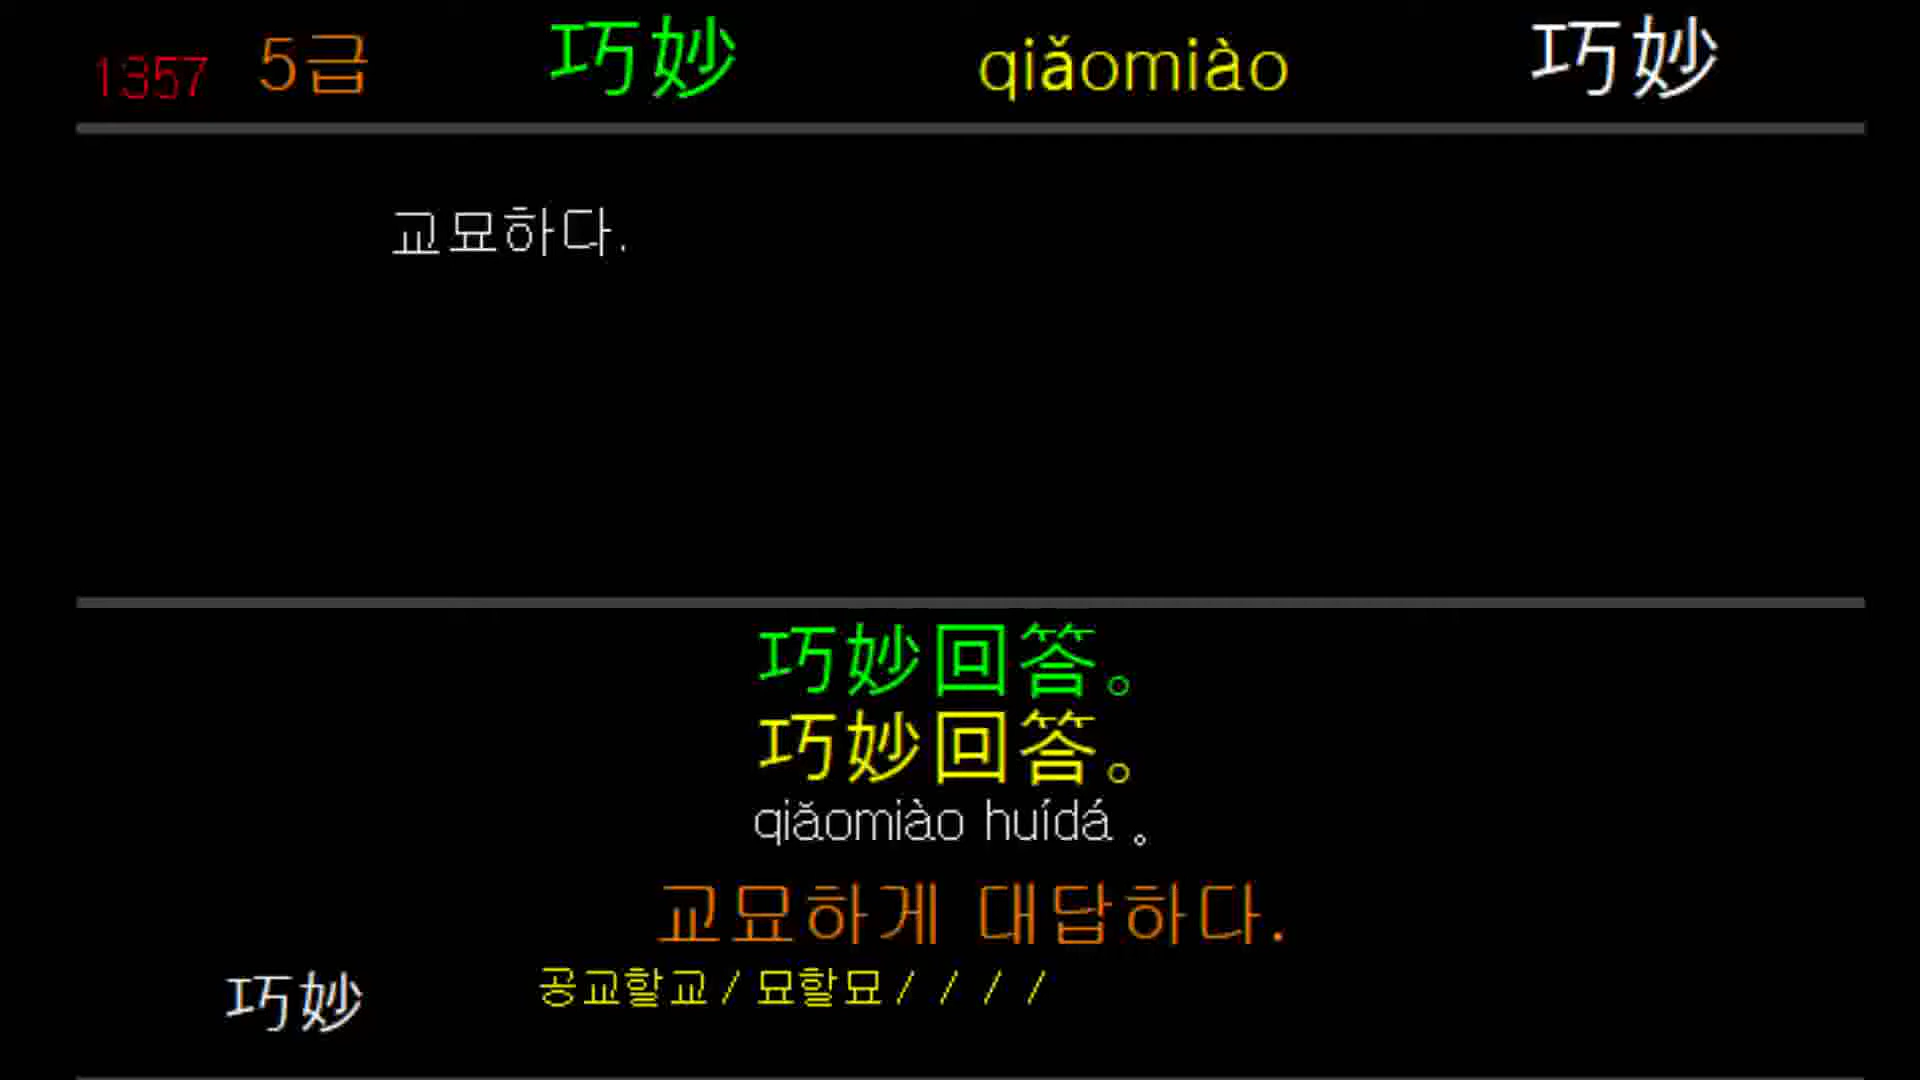 1357 5급 巧妙 qiǎomiào 巧妙
교묘하다.
巧妙回答。
巧妙回答。
qiǎomiào huídá 。
교묘하게 대답하다.
巧妙 공교할교/묘할묘/ / / /